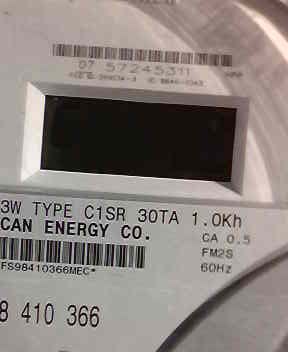 97 57245311
3W TYPE C1SR 30TA 1.0Kh
CAN ENERGY CO.
CA 0.5
FM2S
FS98410366MEC*
60Hz
8 410 366